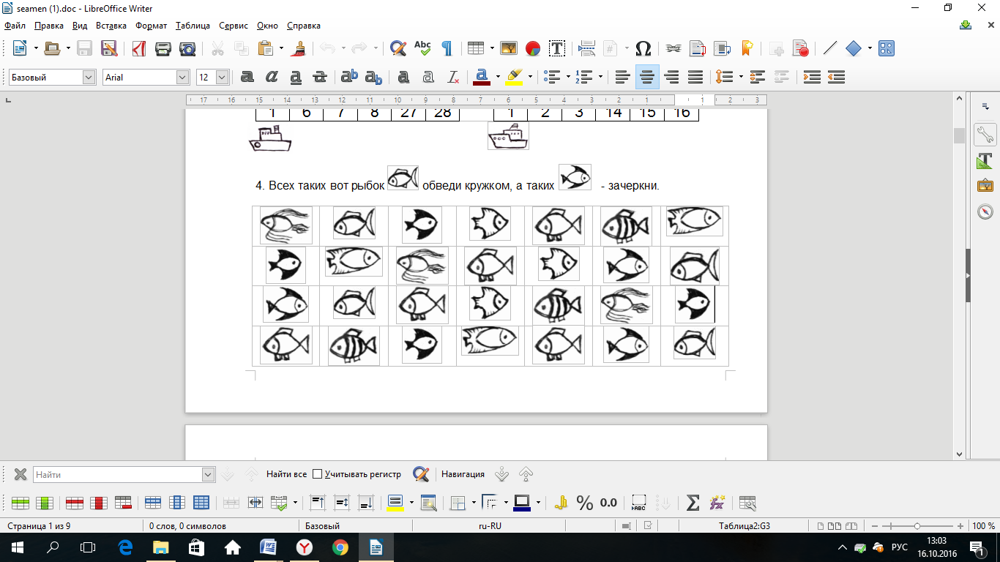 seamen (1).doc - LibreOffice Writer
Файл Правка Вид Вставка Формат Таблица Сервис Окно Справка
Базовый Arial 12
17 16 15 14 13 12 11 10 9 8 7 6 5 4 3 2 1 1 2 3
1 6 7 8 27 28 1 2 3 14 15 16
4. Всех таких вот рыбок обведи кружком, а таких - зачеркни.
Найти Найти все Учитывать регистр Навигация
Страница 1 из 9 0 слов, 0 символов Базовый ru-RU Таблица2:G3 100 %
РУС 13:03
16.10.2016